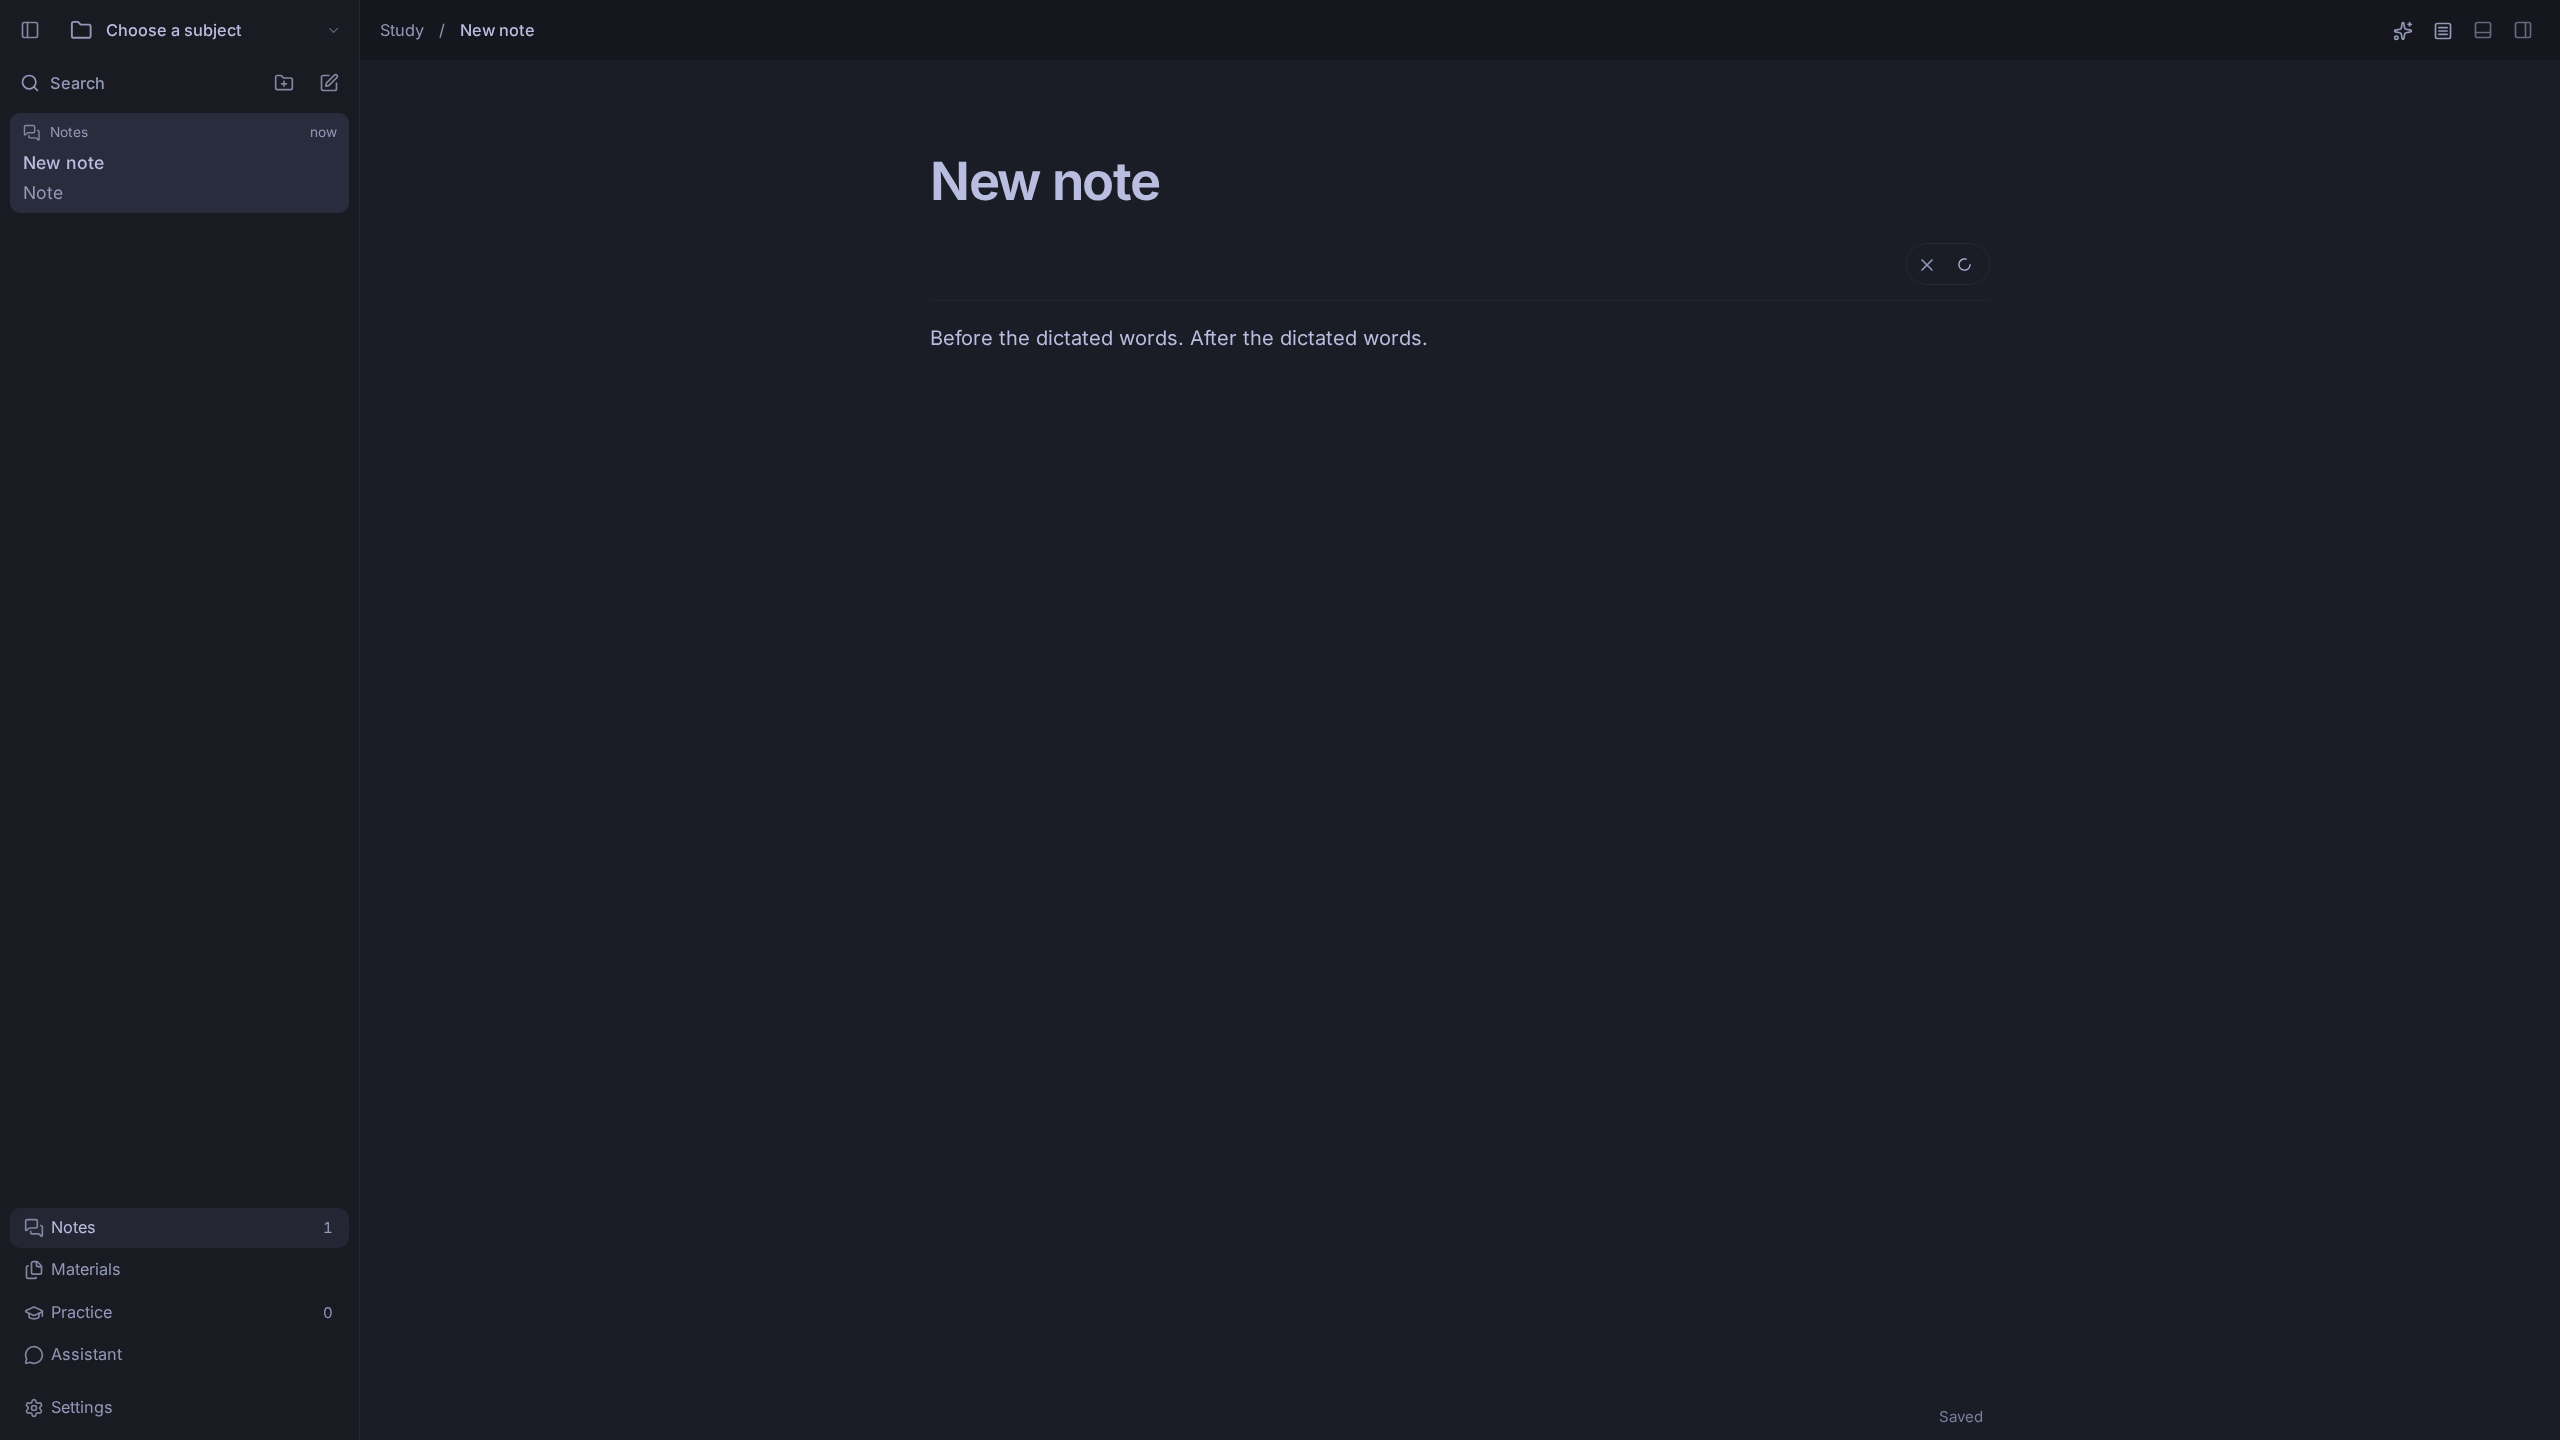 Choose a subject
Study / New note
Search
Notes now
New note
Note
New note
Before the dictated words. After the dictated words.
Notes 1
Materials
Practice 0
Assistant
Settings
Saved